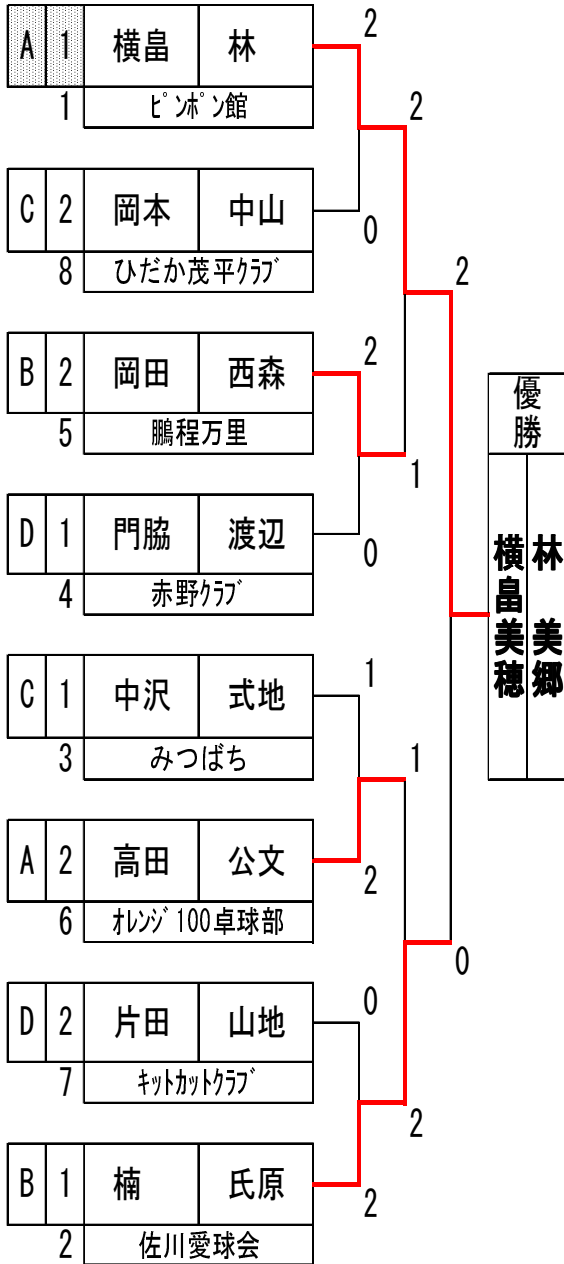 A 1 横畠 林 2
1 ピンポン館 2
C 2 岡本 中山 0
8 ひだか茂平クラブ 2
B 2 岡田 西森 2
5 鵬程万里 1
D 1 門脇 渡辺 0
4 赤野クラブ
優勝
横畠美穂
林 美郷
C 1 中沢 式地 1
3 みつばち 1
A 2 高田 公文 2
6 オレンジ100卓球部 0
D 2 片田 山地 0
7 キットカットクラブ 2
B 1 楠 氏原 2
2 佐川愛球会